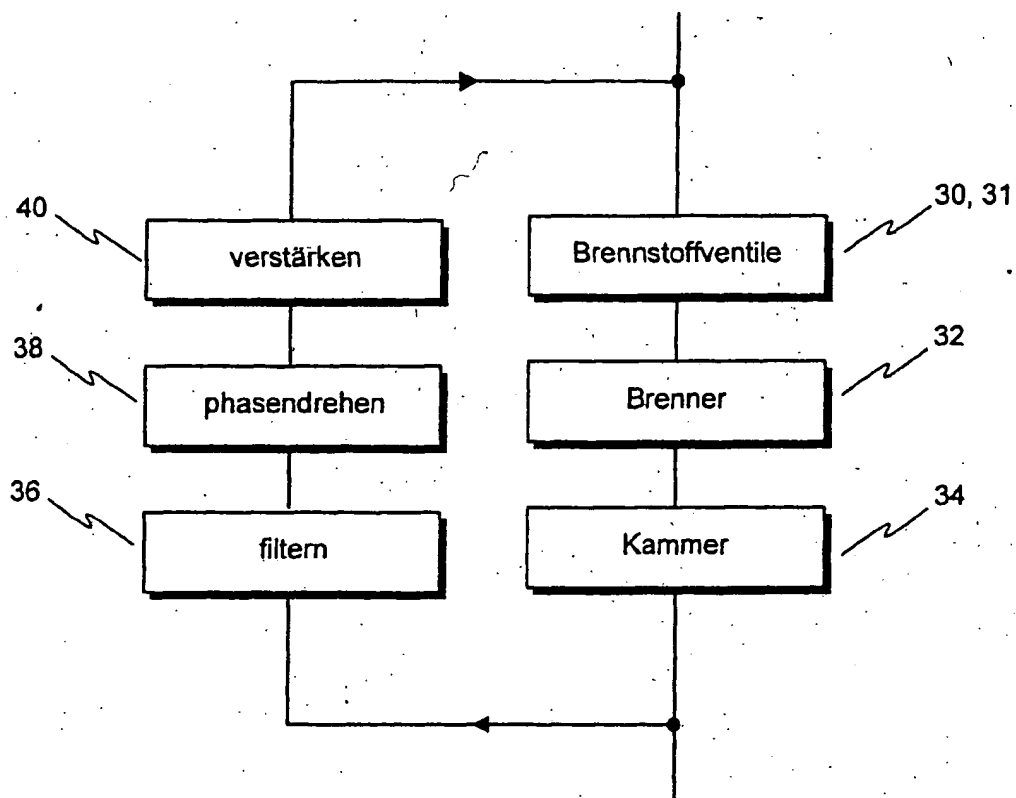 40
verstärken
Brennstoffventile
30, 31
38
phasendrehen
Brenner
32
36
filtern
Kammer
34